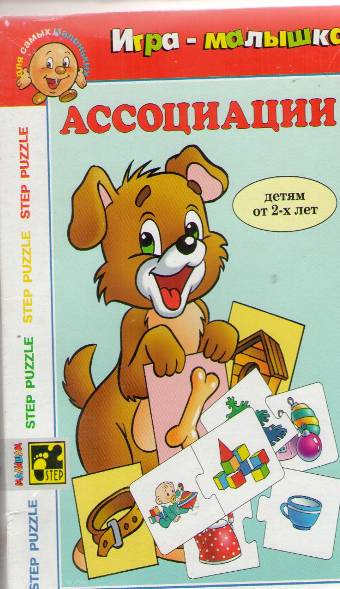 для самых маленьких
Игра - малышка
АССОЦИАЦИИ
детям
от 2-х лет
STEP PUZZLE
STEP PUZZLE
STEP PUZZLE
STEP PUZZLE
STEP